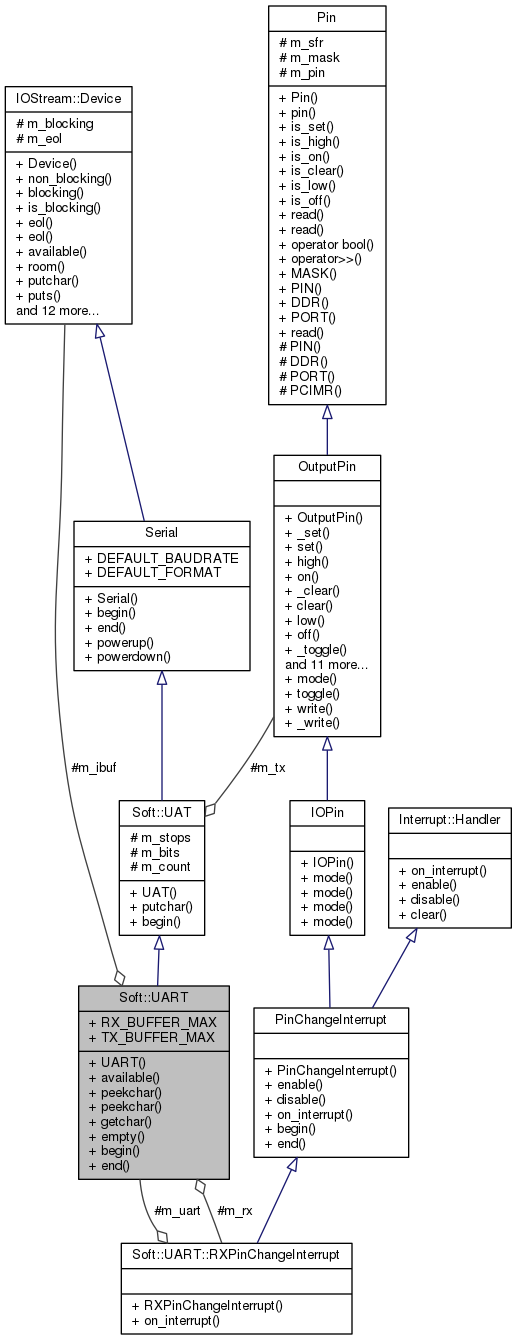 Pin
# m_sfr
# m_mask
# m_pin
+ Pin()
+ pin()
+ is_set()
+ is_high()
+ is_on()
+ is_clear()
+ is_low()
+ is_off()
+ read()
+ read()
+ operator bool()
+ operator>>()
+ MASK()
+ PIN()
+ DDR()
+ PORT()
+ read()
# PIN()
# DDR()
# PORT()
# PCIMR()
IOStream::Device
# m_blocking
# m_eol
+ Device()
+ non_blocking()
+ blocking()
+ is_blocking()
+ eol()
+ eol()
+ available()
+ room()
+ putchar()
+ puts()
and 12 more...
OutputPin
+ OutputPin()
+ _set()
+ set()
+ high()
+ on()
+ _clear()
+ clear()
+ low()
+ off()
+ _toggle()
and 11 more...
+ mode()
+ toggle()
+ write()
+ _write()
Serial
+ DEFAULT_BAUDRATE
+ DEFAULT_FORMAT
+ Serial()
+ begin()
+ end()
+ powerup()
+ powerdown()
#m_ibuf
#m_tx
Soft::UAT
# m_stops
# m_bits
# m_count
+ UAT()
+ putchar()
+ begin()
IOPin
+ IOPin()
+ mode()
+ mode()
+ mode()
+ mode()
Interrupt::Handler
+ on_interrupt()
+ enable()
+ disable()
+ clear()
Soft::UART
+ RX_BUFFER_MAX
+ TX_BUFFER_MAX
+ UART()
+ available()
+ peekchar()
+ peekchar()
+ getchar()
+ empty()
+ begin()
+ end()
PinChangeInterrupt
+ PinChangeInterrupt()
+ enable()
+ disable()
+ on_interrupt()
+ begin()
+ end()
#m_uart
#m_rx
Soft::UART::RXPinChangeInterrupt
+ RXPinChangeInterrupt()
+ on_interrupt()